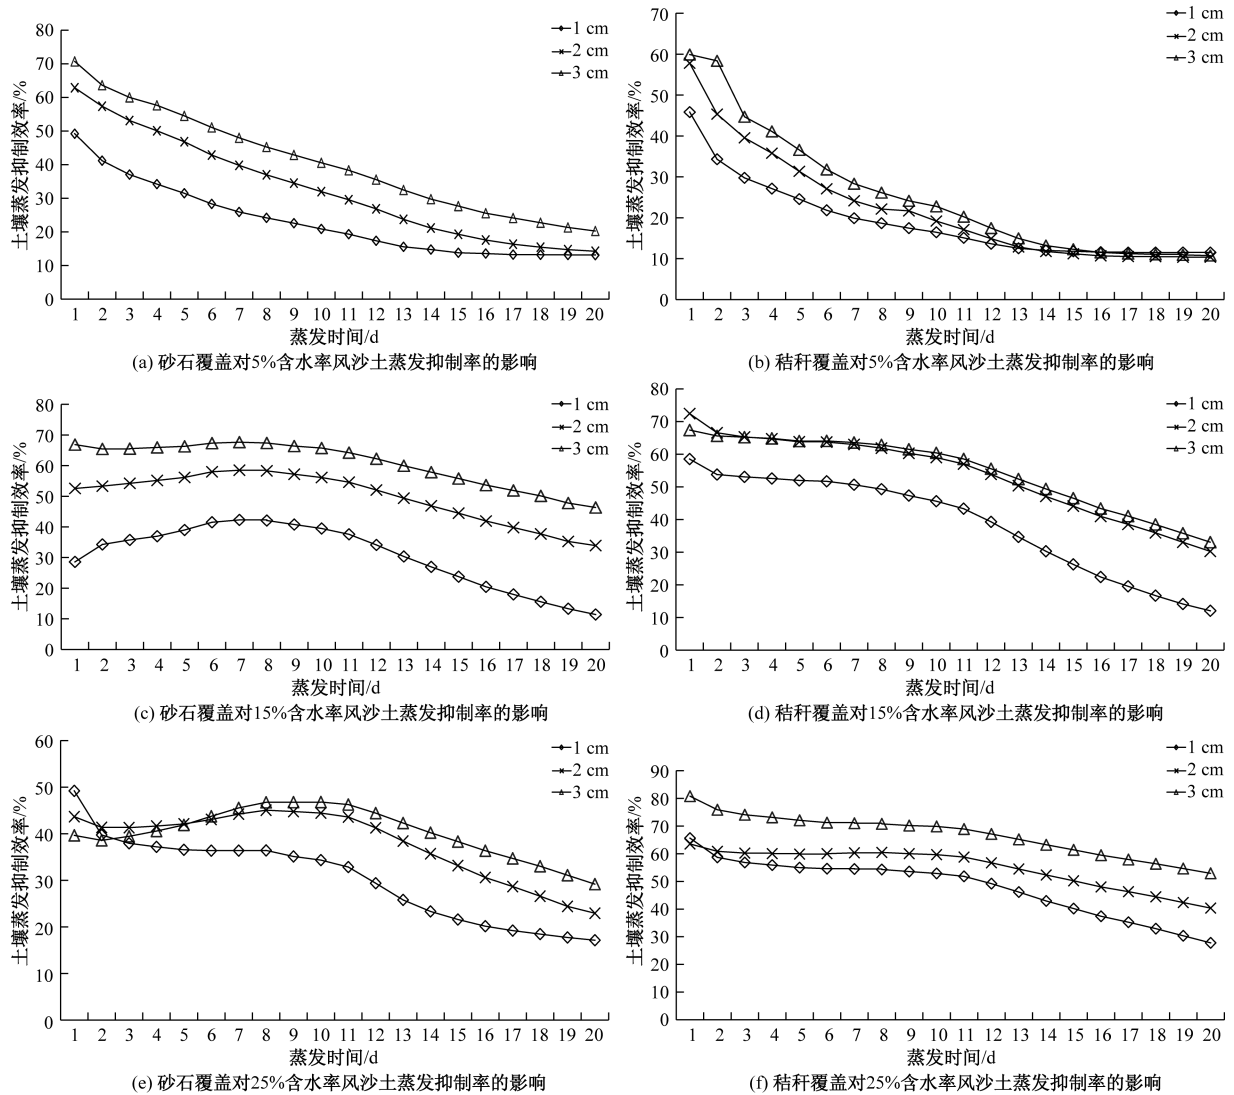 土壤蒸发抑制效率/%
80
70
60
50
40
30
20
10
0
1 cm
2 cm
3 cm
1 2 3 4 5 6 7 8 9 10 11 12 13 14 15 16 17 18 19 20
蒸发时间/d
(a) 砂石覆盖对5%含水率风沙土蒸发抑制率的影响
土壤蒸发抑制效率/%
70
60
50
40
30
20
10
0
1 cm
2 cm
3 cm
1 2 3 4 5 6 7 8 9 10 11 12 13 14 15 16 17 18 19 20
蒸发时间/d
(b) 秸秆覆盖对5%含水率风沙土蒸发抑制率的影响
土壤蒸发抑制效率/%
80
70
60
50
40
30
20
10
0
1 cm
2 cm
3 cm
1 2 3 4 5 6 7 8 9 10 11 12 13 14 15 16 17 18 19 20
蒸发时间/d
(c) 砂石覆盖对15%含水率风沙土蒸发抑制率的影响
土壤蒸发抑制效率/%
80
70
60
50
40
30
20
10
0
1 cm
2 cm
3 cm
1 2 3 4 5 6 7 8 9 10 11 12 13 14 15 16 17 18 19 20
蒸发时间/d
(d) 秸秆覆盖对15%含水率风沙土蒸发抑制率的影响
土壤蒸发抑制效率/%
60
50
40
30
20
10
0
1 cm
2 cm
3 cm
1 2 3 4 5 6 7 8 9 10 11 12 13 14 15 16 17 18 19 20
蒸发时间/d
(e) 砂石覆盖对25%含水率风沙土蒸发抑制率的影响
土壤蒸发抑制效率/%
90
80
70
60
50
40
30
20
10
0
1 cm
2 cm
3 cm
1 2 3 4 5 6 7 8 9 10 11 12 13 14 15 16 17 18 19 20
蒸发时间/d
(f) 秸秆覆盖对25%含水率风沙土蒸发抑制率的影响